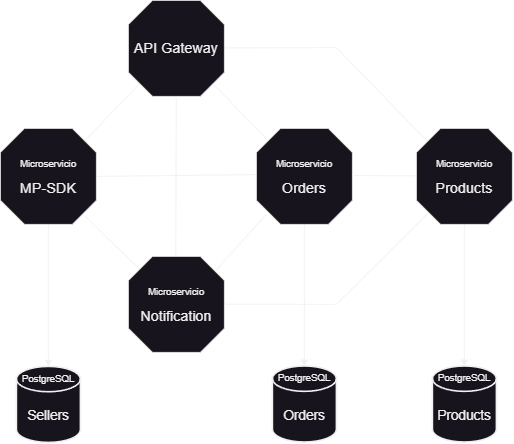 API Gateway
Microservicio
MP-SDK
Microservicio
Orders
Microservicio
Products
Microservicio
Notification
PostgreSQL
Sellers
PostgreSQL
Orders
PostgreSQL
Products